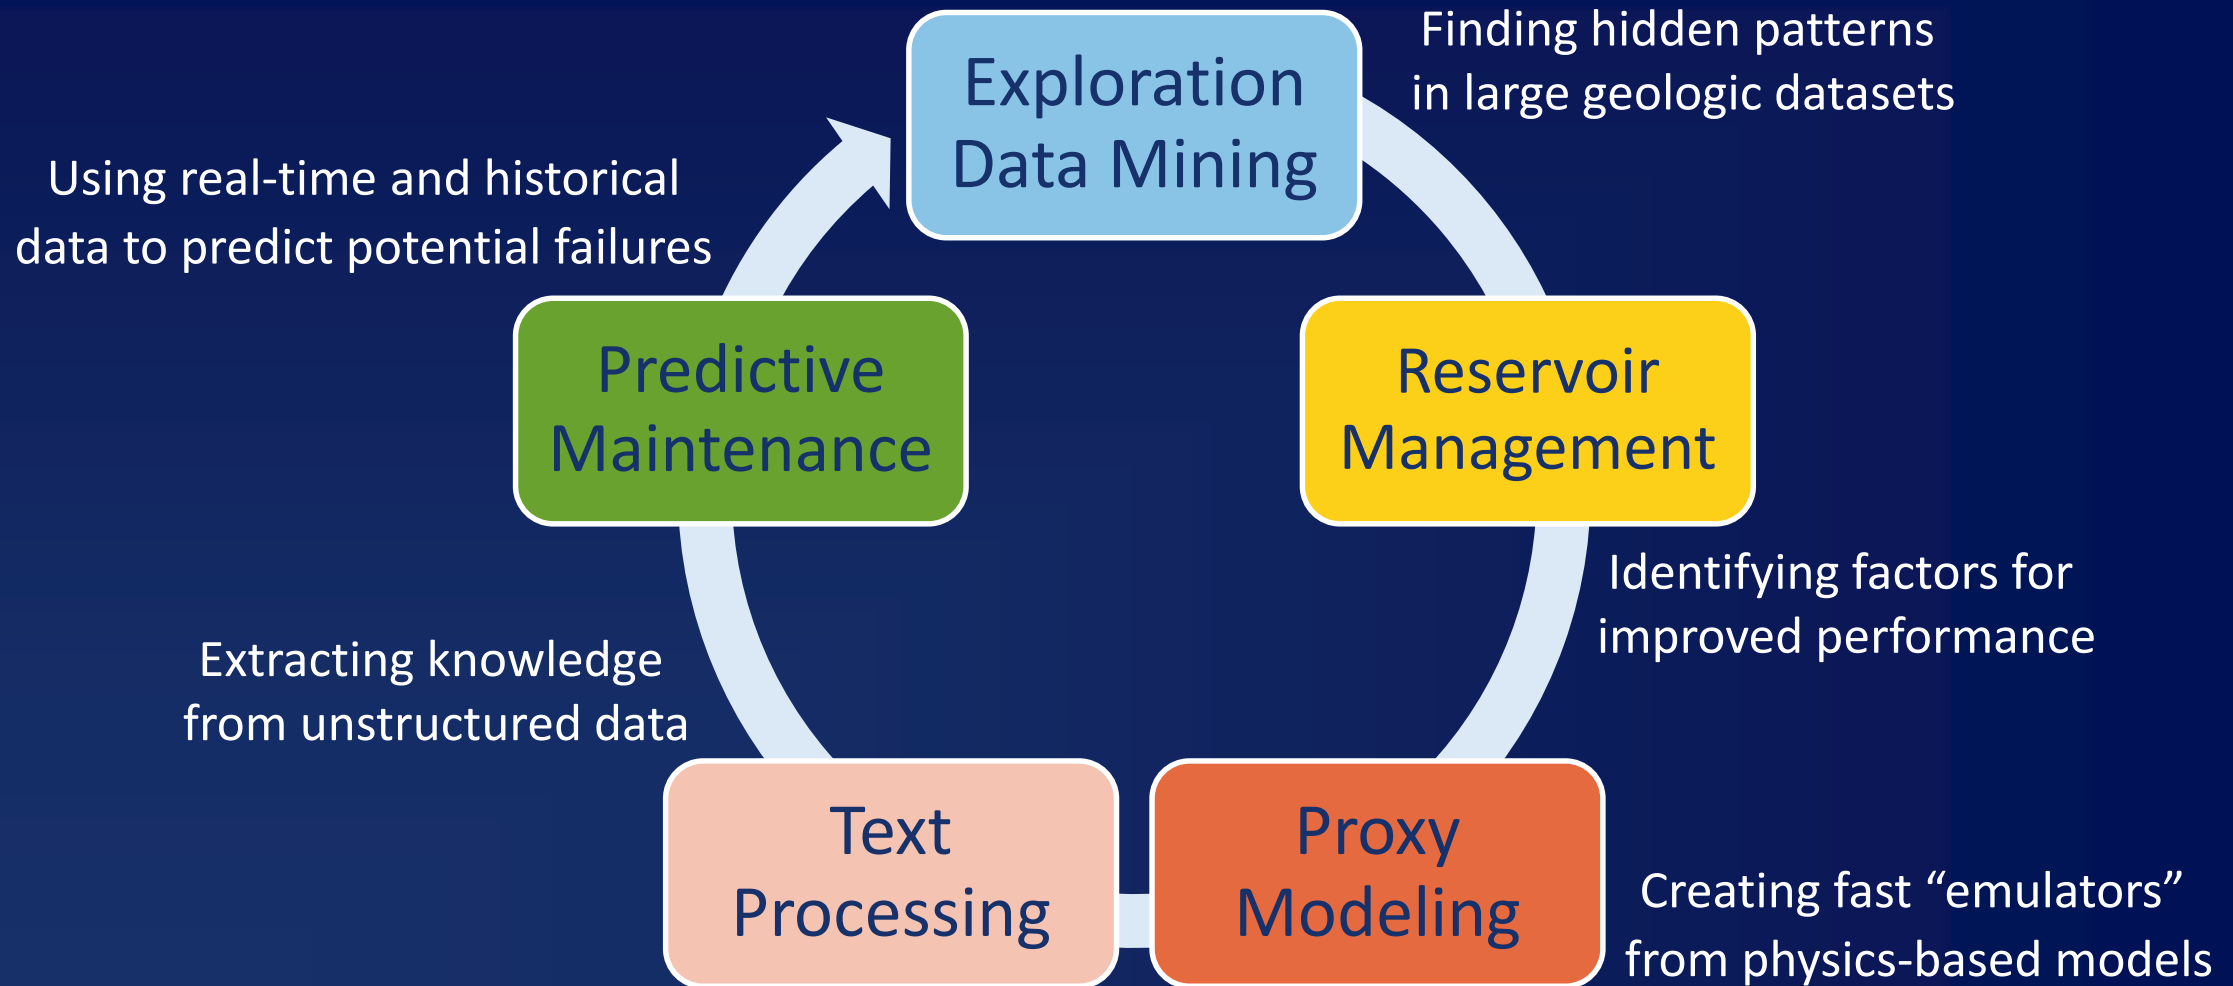 Exploration
Data Mining
Finding hidden patterns
in large geologic datasets
Using real-time and historical
data to predict potential failures
Predictive
Maintenance
Reservoir
Management
Identifying factors for
improved performance
Extracting knowledge
from unstructured data
Text
Processing
Proxy
Modeling
Creating fast “emulators”
from physics-based models